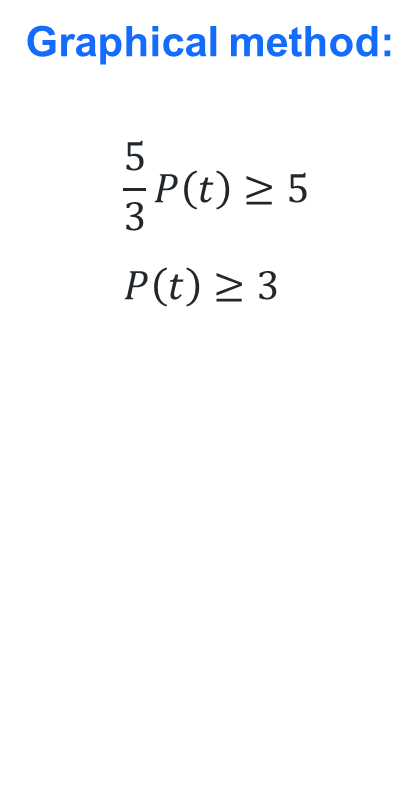 Graphical method:
5/3 P(t) ≥ 5
P(t) ≥ 3